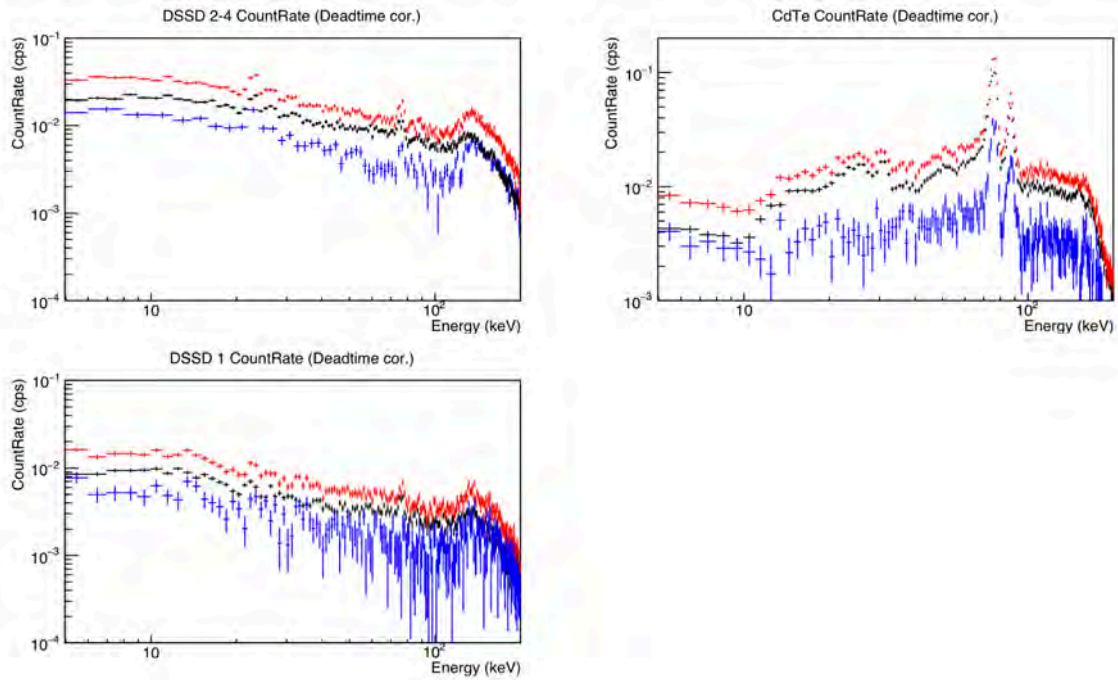 DSSD 2-4 CountRate (Deadtime cor.)
CountRate (cps)
10⁻¹
10⁻²
10⁻³
10⁻⁴
10
10²
Energy (keV)
CdTe CountRate (Deadtime cor.)
CountRate (cps)
10⁻¹
10⁻²
10⁻³
10
10²
Energy (keV)
DSSD 1 CountRate (Deadtime cor.)
CountRate (cps)
10⁻¹
10⁻²
10⁻³
10⁻⁴
10
10²
Energy (keV)